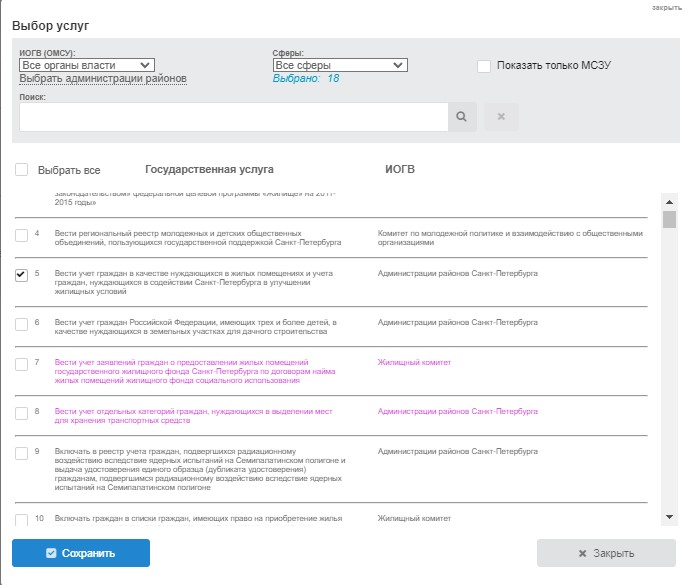 закрыть
Выбор услуг
ИОГВ (ОМСУ):
Сферы:
Все органы власти
Все сферы
Показать только МСЗУ
Выбрать администрации районов
Выбрано: 18
Поиск:
Выбрать все
Государственная услуга
ИОГВ
законодательством» федеральной целевой программы «Жилище» на 2011-
2015 годы»
4
Вести региональный реестр молодежных и детских общественных
объединений, пользующихся государственной поддержкой Санкт-Петербурга
Комитет по молодежной политике и взаимодействию с общественными
организациями
5
Вести учет граждан в качестве нуждающихся в жилых помещениях и учета
граждан, нуждающихся в содействии Санкт-Петербурга в улучшении
жилищных условий
Администрации районов Санкт-Петербурга
6
Вести учет граждан Российской Федерации, имеющих трех и более детей, в
качестве нуждающихся в земельных участках для дачного строительства
Администрации районов Санкт-Петербурга
7
Вести учет заявлений граждан о предоставлении жилых помещений
государственного жилищного фонда Санкт-Петербурга по договорам найма
жилых помещений жилищного фонда социального использования
Жилищный комитет
8
Вести учет отдельных категорий граждан, нуждающихся в выделении мест
для хранения транспортных средств
Администрации районов Санкт-Петербурга
9
Включать в реестр учета граждан, подвергшихся радиационному
воздействию вследствие ядерных испытаний на Семипалатинском полигоне и
выдача удостоверения единого образца (дубликата удостоверения)
гражданам, подвергшимся радиационному воздействию вследствие ядерных
испытаний на Семипалатинском полигоне
Администрации районов Санкт-Петербурга
10
Включать граждан в списки граждан, имеющих право на приобретение жилья
Жилищный комитет
Сохранить
Закрыть